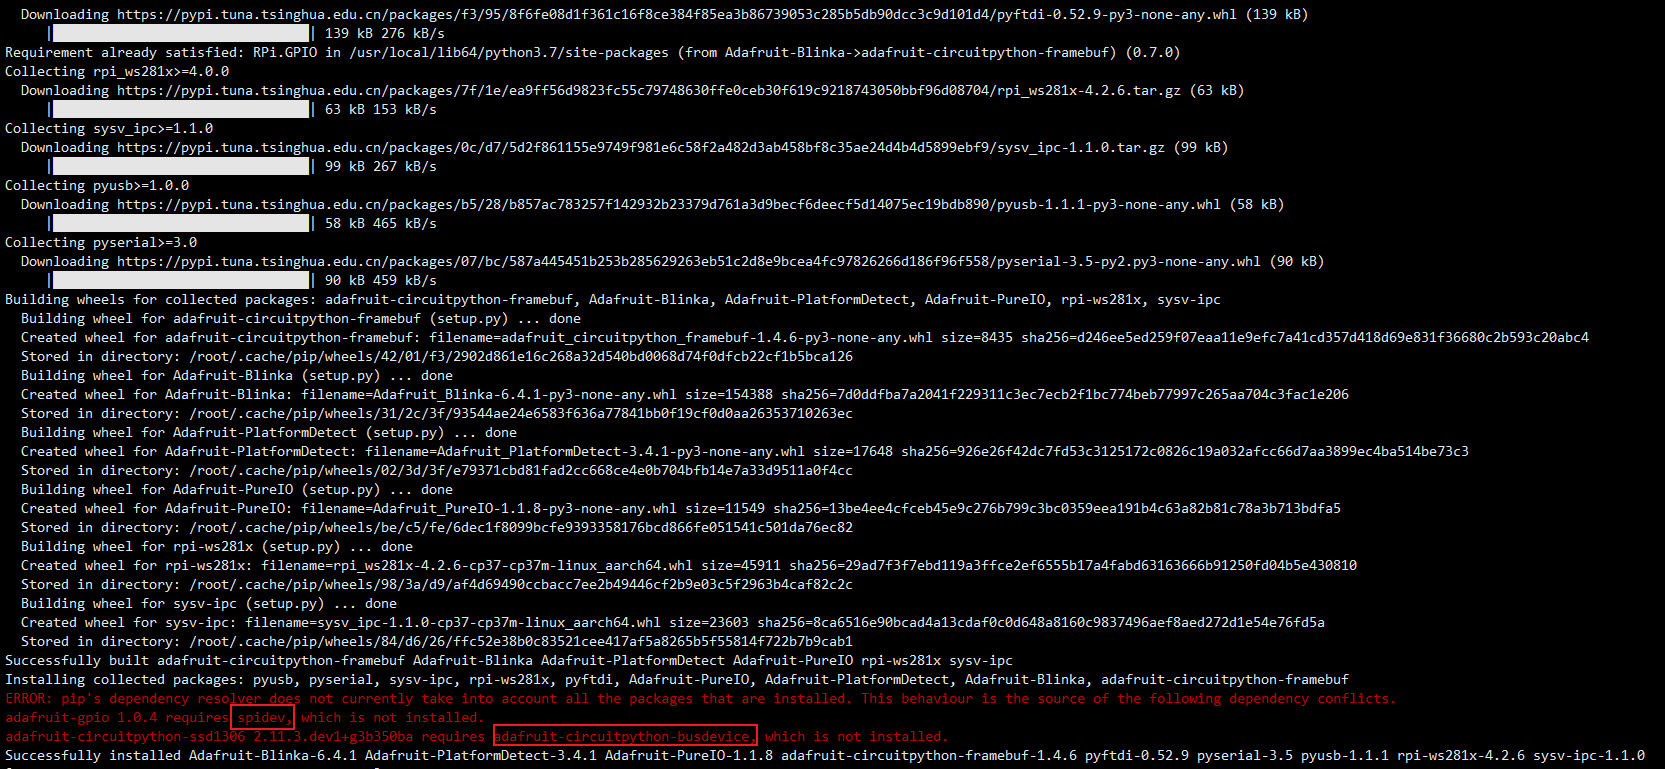 Downloading https://pypi.tuna.tsinghua.edu.cn/packages/f3/95/8f6fe08d1f361c16f8ce384f85ea3b86739053c285b5db90dcc3c9d101d4/pyftdi-0.52.9-py3-none-any.whl (139 kB)
| | 139 kB 276 kB/s
Requirement already satisfied: RPi.GPIO in /usr/local/lib64/python3.7/site-packages (from Adafruit-Blinka->adafruit-circuitpython-framebuf) (0.7.0)
Collecting rpi_ws281x>=4.0.0
Downloading https://pypi.tuna.tsinghua.edu.cn/packages/7f/1e/ea9ff56d9823fc55c79748630ffe0ceb30f619c9218743050bbf96d08704/rpi_ws281x-4.2.6.tar.gz (63 kB)
| | 63 kB 153 kB/s
Collecting sysv_ipc>=1.1.0
Downloading https://pypi.tuna.tsinghua.edu.cn/packages/0c/d7/5d2f861155e9749f981e6c58f2a482d3ab458bf8c35ae24d4b4d5899ebf9/sysv_ipc-1.1.0.tar.gz (99 kB)
| | 99 kB 267 kB/s
Collecting pyusb>=1.0.0
Downloading https://pypi.tuna.tsinghua.edu.cn/packages/b5/28/b857ac783257f142932b23379d761a3d9becf6deecf5d14075ec19bdb890/pyusb-1.1.1-py3-none-any.whl (58 kB)
| | 58 kB 465 kB/s
Collecting pyserial>=3.0
Downloading https://pypi.tuna.tsinghua.edu.cn/packages/07/bc/587a445451b253b285629263eb51c2d8e9bcea4fc97826266d186f96f558/pyserial-3.5-py2.py3-none-any.whl (90 kB)
| | 90 kB 459 kB/s
Building wheels for collected packages: adafruit-circuitpython-framebuf, Adafruit-Blinka, Adafruit-PlatformDetect, Adafruit-PureIO, rpi-ws281x, sysv-ipc
Building wheel for adafruit-circuitpython-framebuf (setup.py) ... done
Created wheel for adafruit-circuitpython-framebuf: filename=adafruit_circuitpython_framebuf-1.4.6-py3-none-any.whl size=8435 sha256=d246ee5ed259f07eaa11e9efc7a41cd357d418d69e831f36680c2b593c20abc4
Stored in directory: /root/.cache/pip/wheels/42/01/f3/2902d861e16c268a32d540bd0068d74f0dfcb22cf1b5bca126
Building wheel for Adafruit-Blinka (setup.py) ... done
Created wheel for Adafruit-Blinka: filename=Adafruit_Blinka-6.4.1-py3-none-any.whl size=154388 sha256=7d0ddfba7a2041f229311c3ec7ecb2f1bc774beb77997c265aa704c3fac1e206
Stored in directory: /root/.cache/pip/wheels/31/2c/3f/93544ae24e6583f636a77841bb0f19cf0d0aa26353710263ec
Building wheel for Adafruit-PlatformDetect (setup.py) ... done
Created wheel for Adafruit-PlatformDetect: filename=Adafruit_PlatformDetect-3.4.1-py3-none-any.whl size=17648 sha256=926e26f42dc7fd53c3125172c0826c19a032afcc66d7aa3899ec4ba514be73c3
Stored in directory: /root/.cache/pip/wheels/02/3d/3f/e79371cbd81fad2cc668ce4e0b704bfb14e7a33d9511a0f4cc
Building wheel for Adafruit-PureIO (setup.py) ... done
Created wheel for Adafruit-PureIO: filename=Adafruit_PureIO-1.1.8-py3-none-any.whl size=11549 sha256=13be4ee4cfceb45e9c276b799c3bc0359eea191b4c63a82b81c78a3b713bdfa5
Stored in directory: /root/.cache/pip/wheels/be/c5/fe/6dec1f8099bcfe9393358176bcd866fe051541c501da76ec82
Building wheel for rpi-ws281x (setup.py) ... done
Created wheel for rpi-ws281x: filename=rpi_ws281x-4.2.6-cp37-cp37m-linux_aarch64.whl size=45911 sha256=29ad7f3f7ebd119a3ffce2ef6555b17a4fabd63163666b91250fd04b5e430810
Stored in directory: /root/.cache/pip/wheels/98/3a/d9/af4d69490ccbacc7ee2b49446cf2b9e03c5f2963b4caf82c2c
Building wheel for sysv-ipc (setup.py) ... done
Created wheel for sysv-ipc: filename=sysv_ipc-1.1.0-cp37-cp37m-linux_aarch64.whl size=23603 sha256=8ca6516e90bcad4a13cdaf0c0d648a8160c9837496aef8aed272d1e54e76fd5a
Stored in directory: /root/.cache/pip/wheels/84/d6/26/ffc52e38b0c83521cee417af5a8265b5f55814f722b7b9cab1
Successfully built adafruit-circuitpython-framebuf Adafruit-Blinka Adafruit-PlatformDetect Adafruit-PureIO rpi-ws281x sysv-ipc
Installing collected packages: pyusb, pyserial, sysv-ipc, rpi-ws281x, pyftdi, Adafruit-PureIO, Adafruit-PlatformDetect, Adafruit-Blinka, adafruit-circuitpython-framebuf
ERROR: pip's dependency resolver does not currently take into account all the packages that are installed. This behaviour is the source of the following dependency conflicts.
adafruit-gpio 1.0.4 requires spidev, which is not installed.
adafruit-circuitpython-ssd1306 2.11.3.dev1+g3b350ba requires adafruit-circuitpython-busdevice, which is not installed.
Successfully installed Adafruit-Blinka-6.4.1 Adafruit-PlatformDetect-3.4.1 Adafruit-PureIO-1.1.8 adafruit-circuitpython-framebuf-1.4.6 pyftdi-0.52.9 pyserial-3.5 pyusb-1.1.1 rpi-ws281x-4.2.6 sysv-ipc-1.1.0